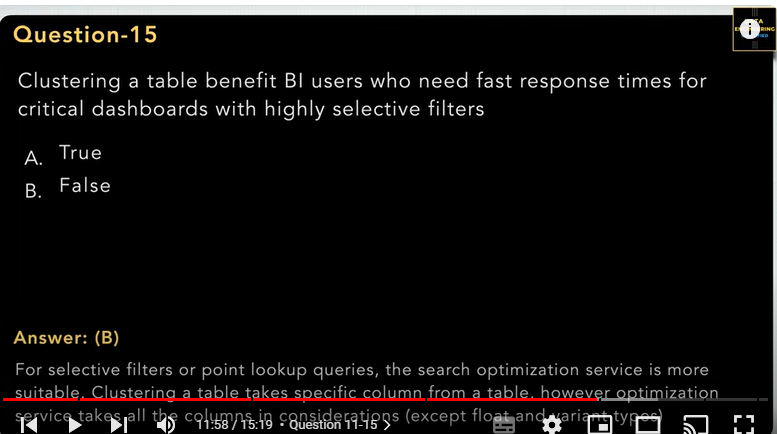 Question-15
Clustering a table benefit BI users who need fast response times for
critical dashboards with highly selective filters
A. True
B. False
Answer: (B)
For selective filters or point lookup queries, the search optimization service is more
suitable. Clustering a table takes specific column from a table. however optimization
service takes all the columns in considerations (except float and variant types)
11:58 / 15:19 • Question 11-15